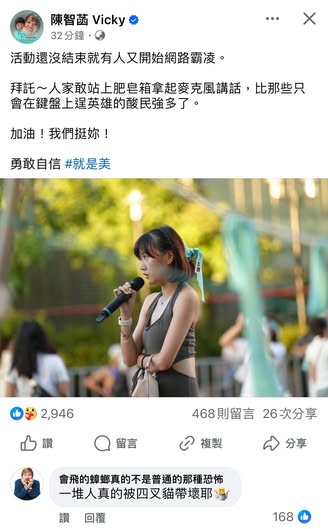 陳智菡 Vicky
32分鐘 ·
活動還沒結束就有人又開始網路霸凌。
拜託～人家敢站上肥皂箱拿起麥克風講話，比那些只
會在鍵盤上逞英雄的酸民強多了。
加油！我們挺妳！
勇敢自信 #就是美
2,946
468則留言 26次分享
讚 留言 複製 分享
會飛的蟑螂真的不是普通的那種恐怖
一堆人真的被四叉貓帶壞耶🤷
讚 回覆 168